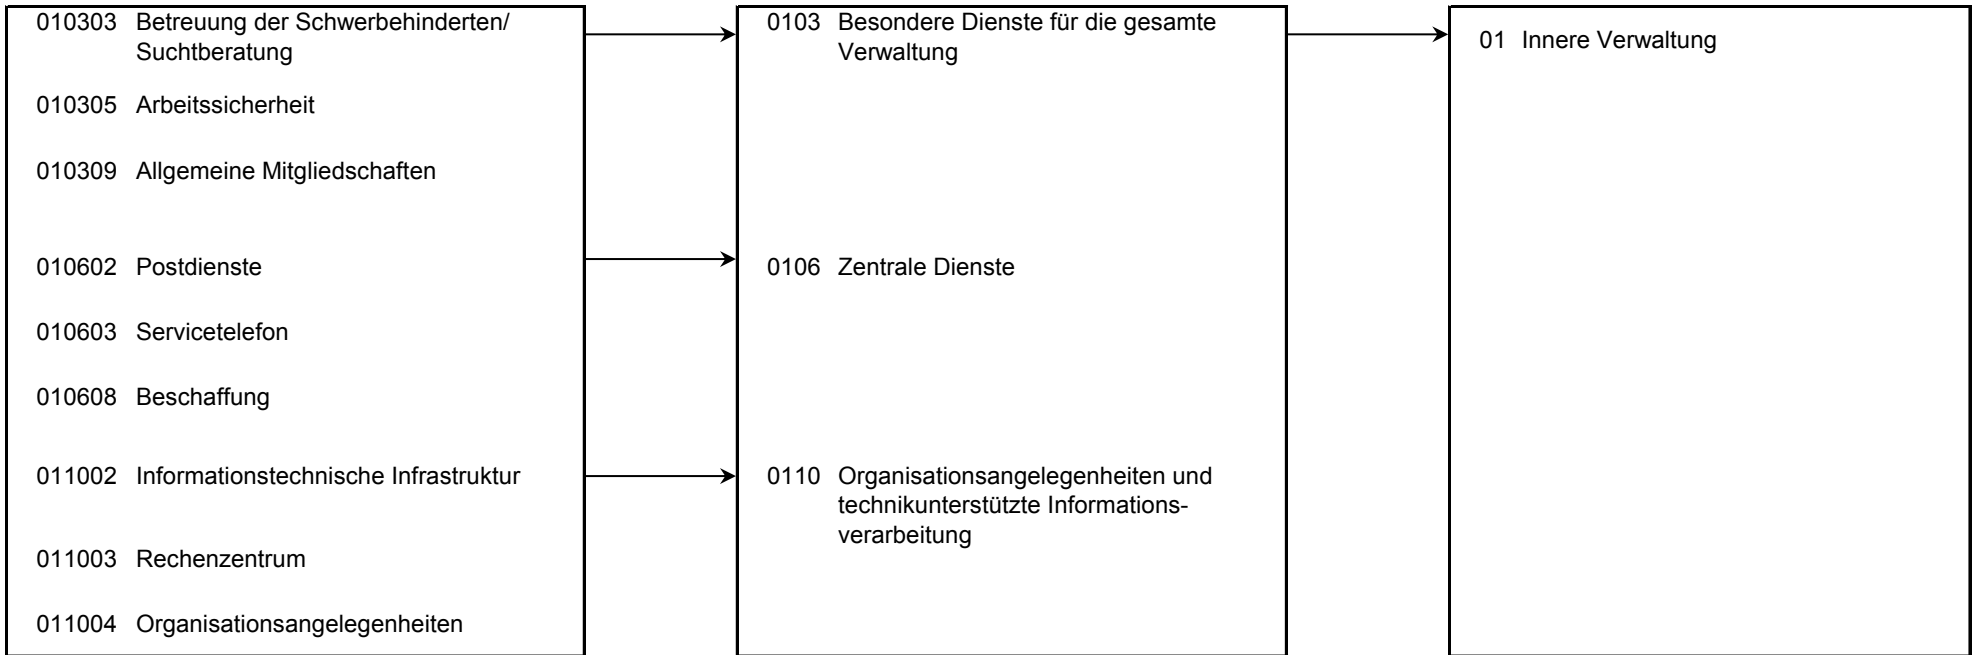 010303 Betreuung der Schwerbehinderten/
Suchtberatung
010305 Arbeitssicherheit
010309 Allgemeine Mitgliedschaften
010602 Postdienste
010603 Servicetelefon
010608 Beschaffung
011002 Informationstechnische Infrastruktur
011003 Rechenzentrum
011004 Organisationsangelegenheiten
0103 Besondere Dienste für die gesamte
Verwaltung
0106 Zentrale Dienste
0110 Organisationsangelegenheiten und
technikunterstützte Informations-
verarbeitung
01 Innere Verwaltung